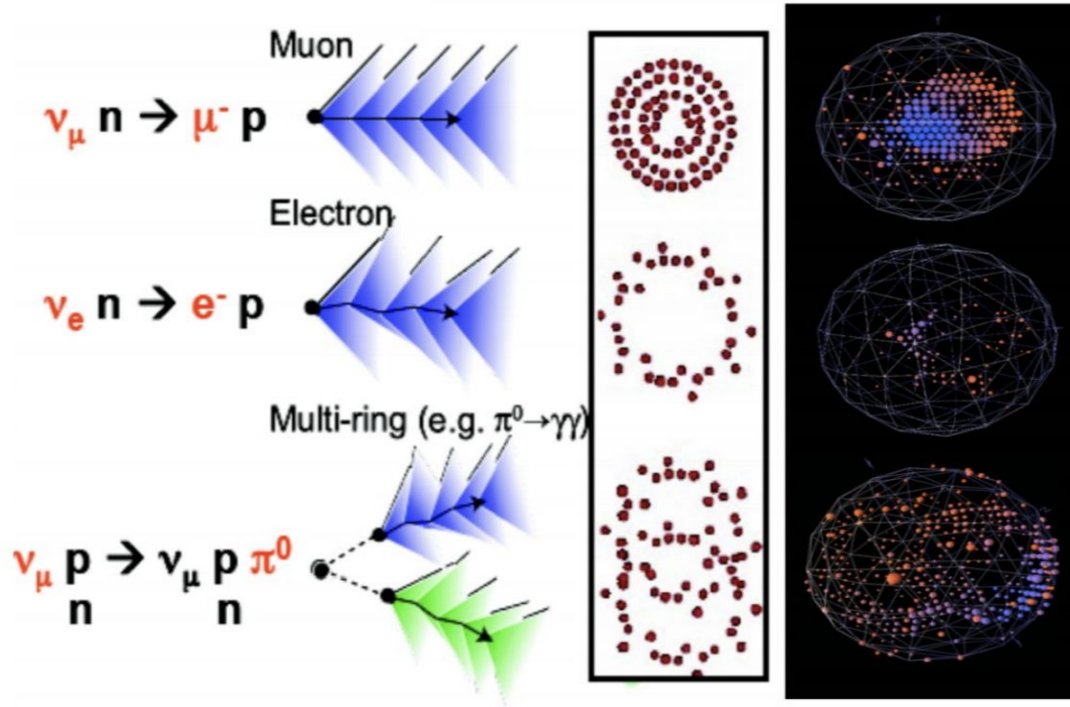 Muon
νμ n → μ⁻ p
Electron
νe n → e⁻ p
Multi-ring (e.g. π⁰→γγ)
νμ p → νμ p π⁰
n n